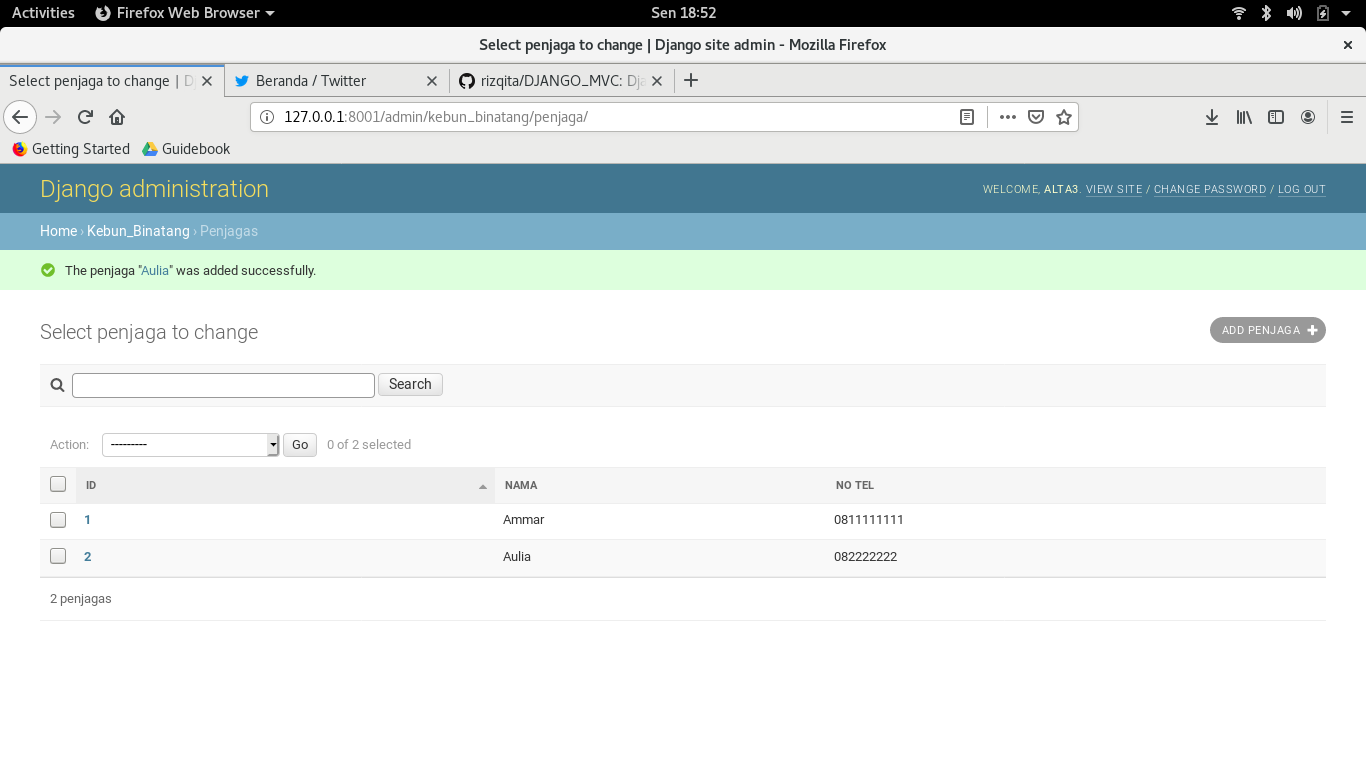 Activities Firefox Web Browser Sen 18:52
Select penjaga to change | Django site admin - Mozilla Firefox
Select penjaga to change | D Beranda / Twitter rizqita/DJANGO_MVC: Dja
127.0.0.1:8001/admin/kebun_binatang/penjaga/
Getting Started Guidebook
Django administration WELCOME, ALTA3. VIEW SITE / CHANGE PASSWORD / LOG OUT
Home › Kebun_Binatang › Penjagas
The penjaga "Aulia" was added successfully.
Select penjaga to change ADD PENJAGA
Search
Action: --------- Go 0 of 2 selected
ID NAMA NO TEL
1 Ammar 0811111111
2 Aulia 082222222
2 penjagas